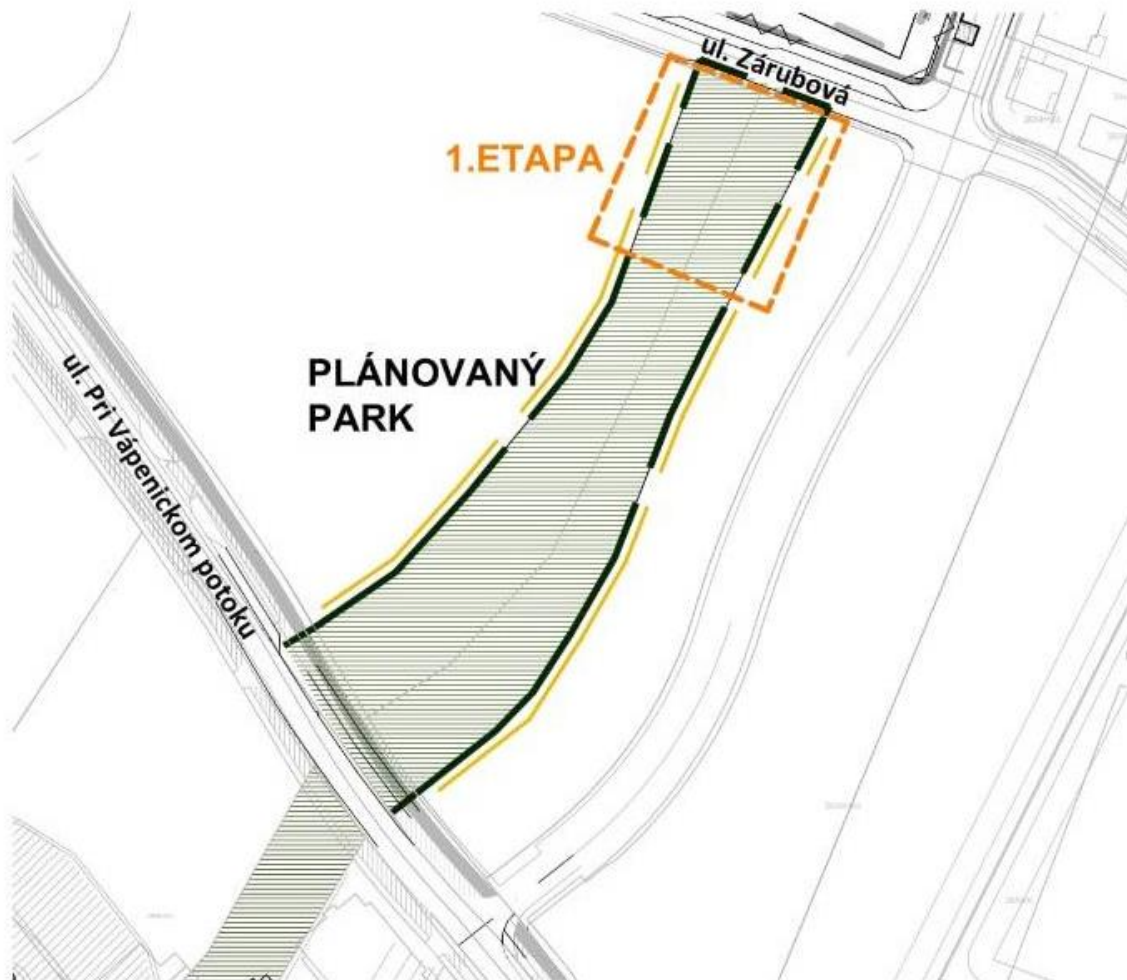 ul. Zárubová
1.ETAPA
PLÁNOVANÝ
PARK
ul. Pri Vápenickom potoku